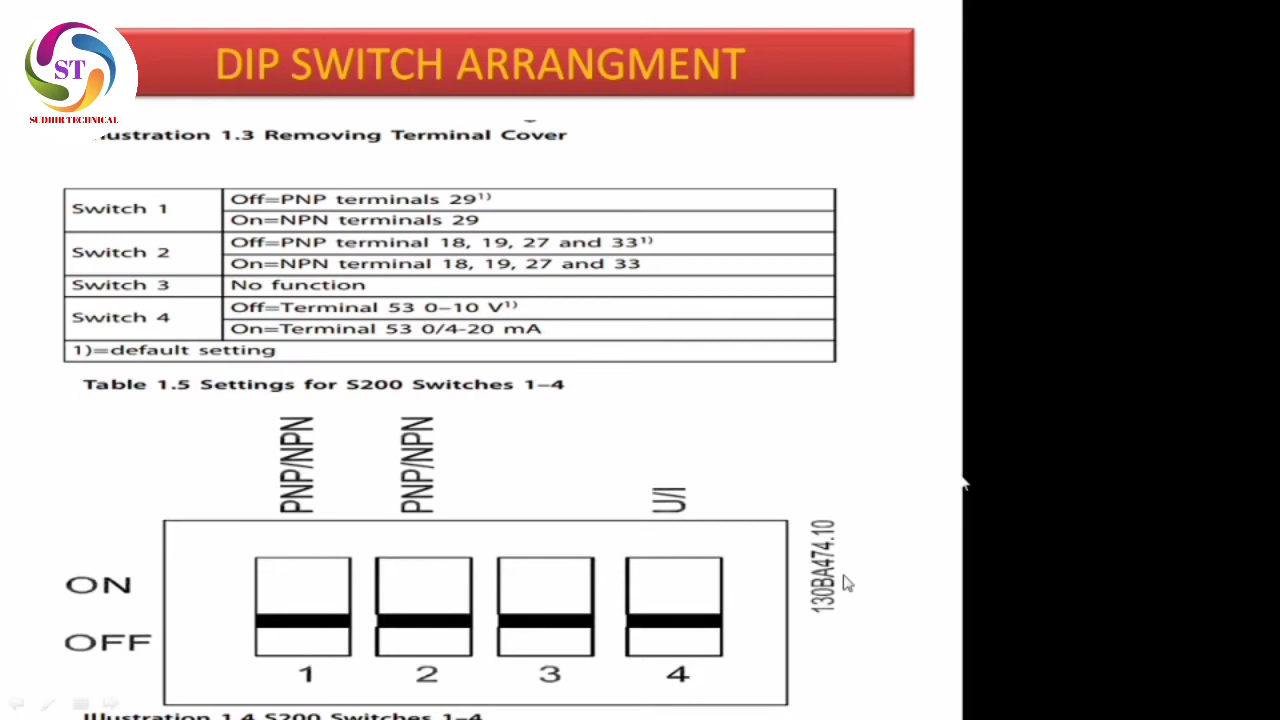 DIP SWITCH ARRANGMENT
ST
SUDHIR TECHNICAL
lustration 1.3 Removing Terminal Cover
Switch 1
Off=PNP terminals 29¹⁾
On=NPN terminals 29
Switch 2
Off=PNP terminal 18, 19, 27 and 33¹⁾
On=NPN terminal 18, 19, 27 and 33
Switch 3
No function
Switch 4
Off=Terminal 53 0–10 V¹⁾
On=Terminal 53 0/4-20 mA
1)=default setting
Table 1.5 Settings for S200 Switches 1–4
PNP/NPN
PNP/NPN
U/I
ON
OFF
1 2 3 4
130BA474.10
Illustration 1.4 S200 Switches 1–4